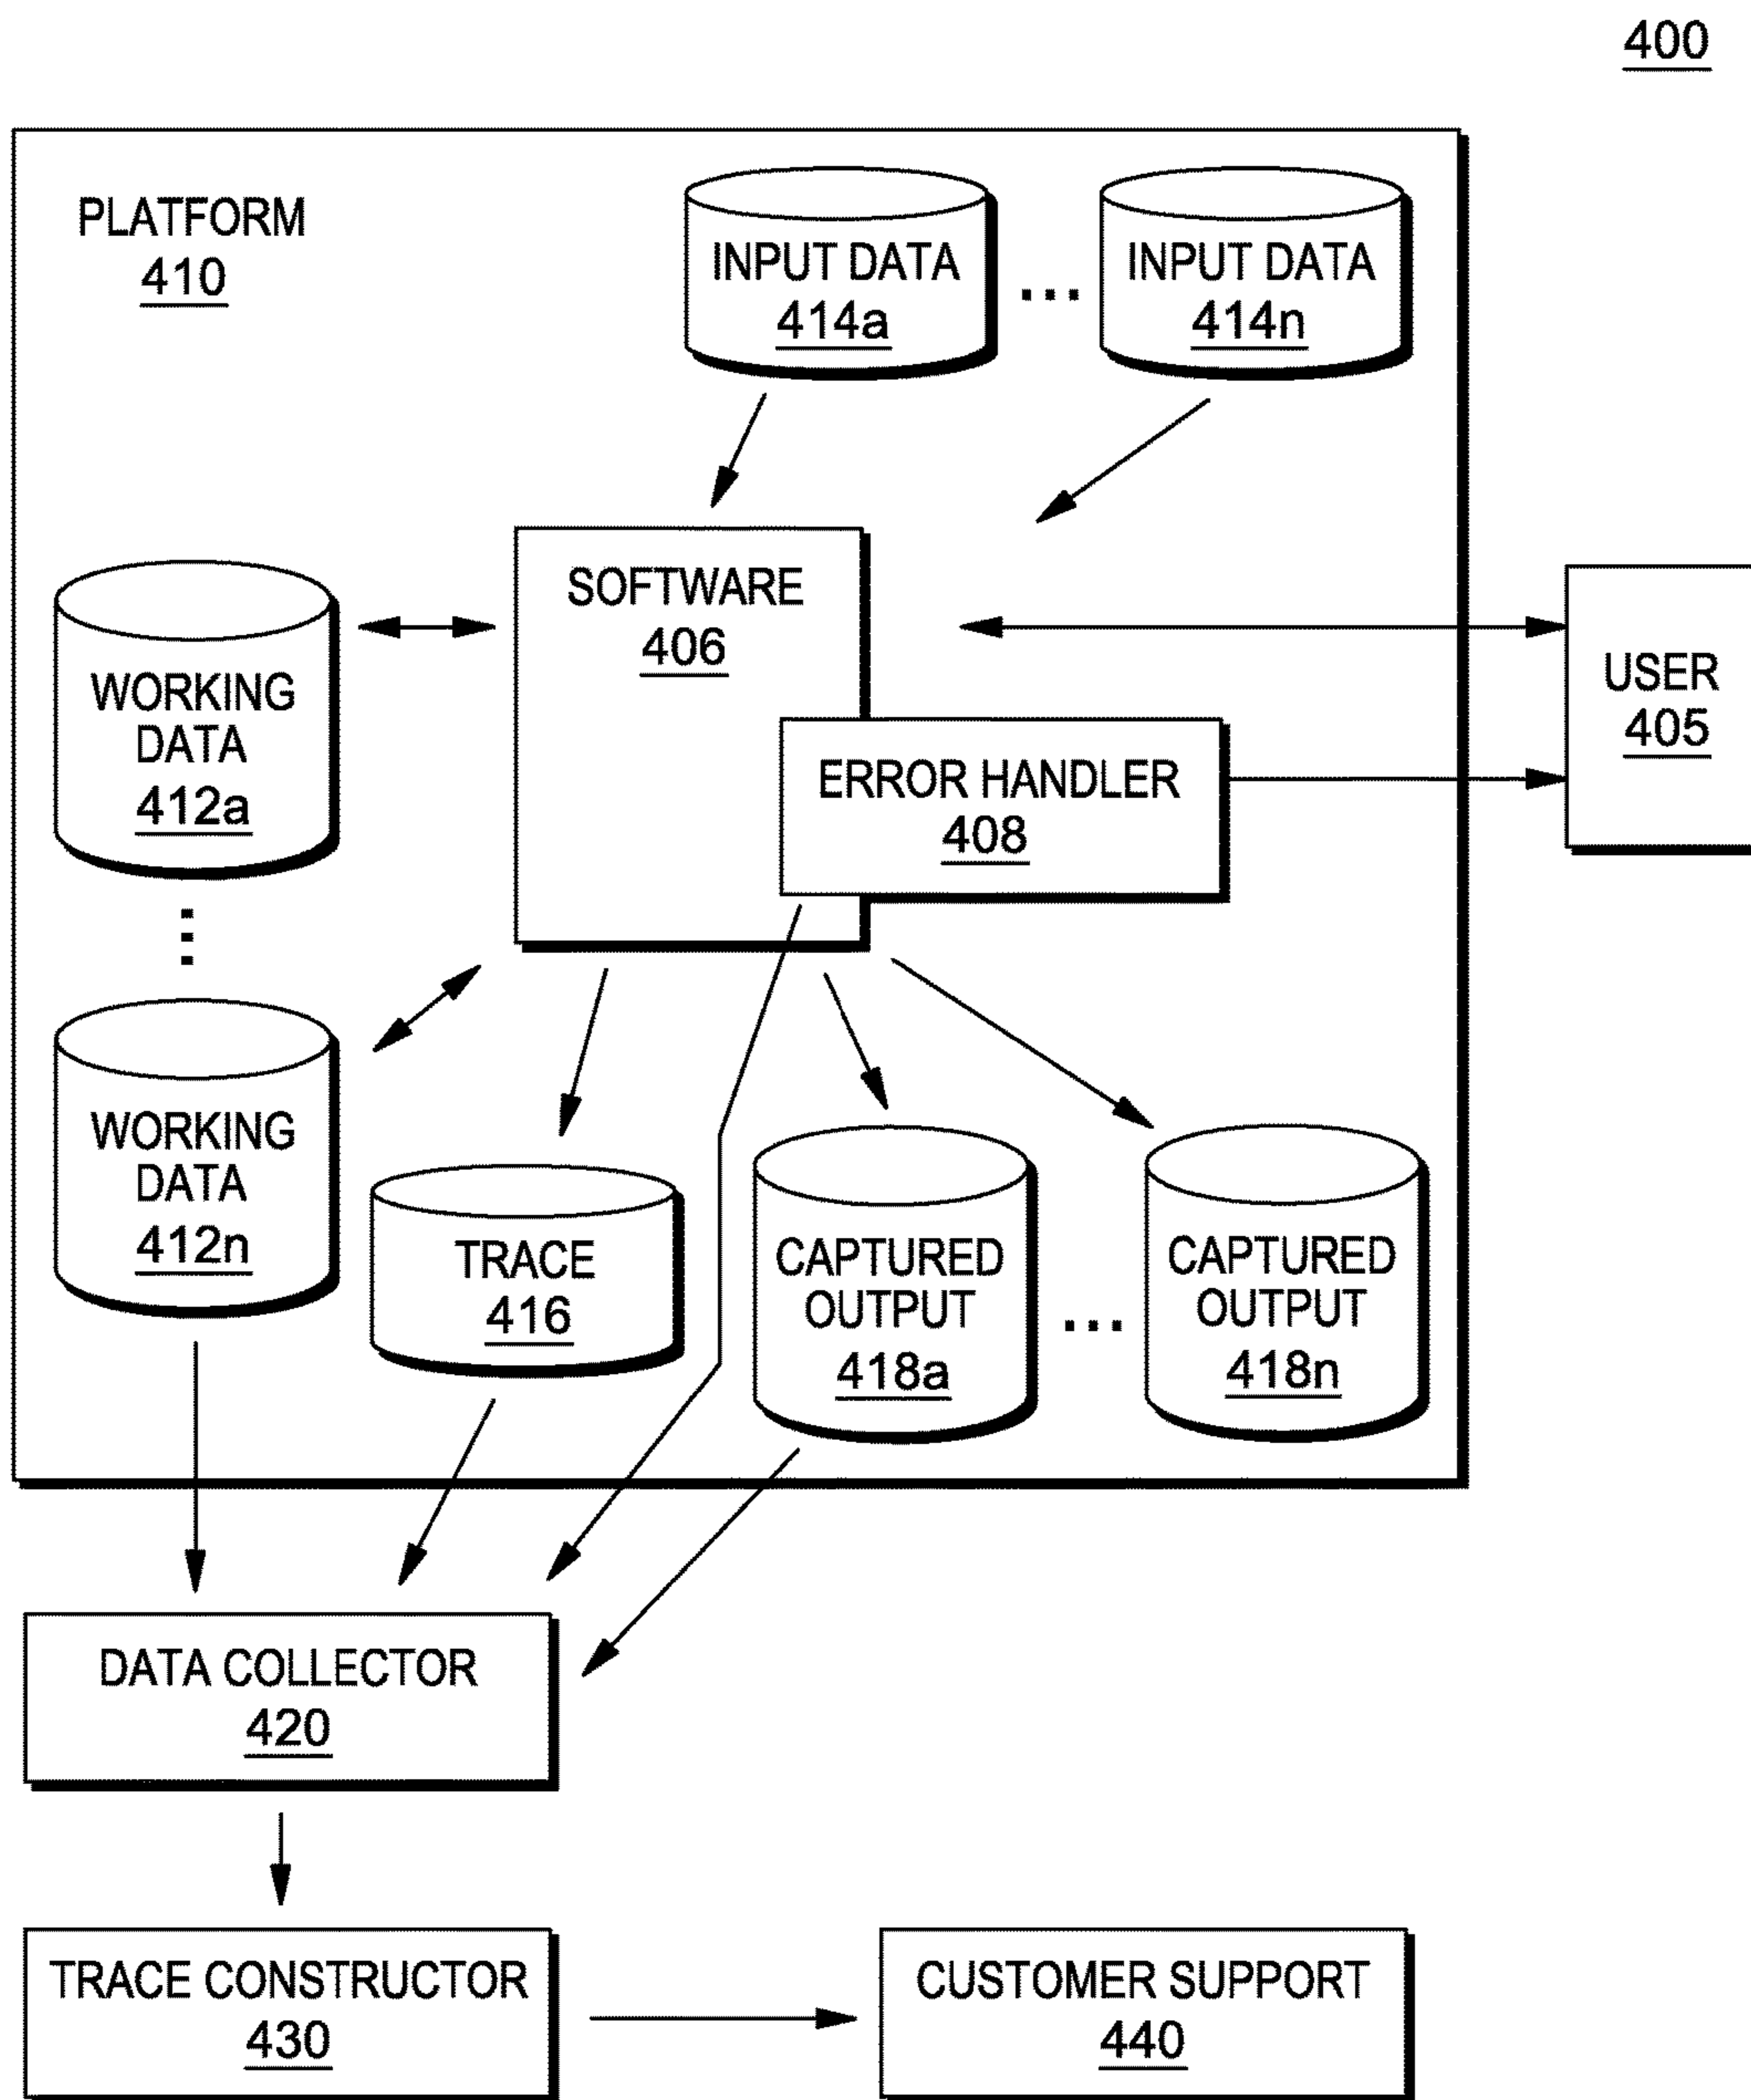 400
PLATFORM
410
INPUT DATA
414a
...
INPUT DATA
414n
SOFTWARE
406
WORKING
DATA
412a
USER
405
ERROR HANDLER
408
...
WORKING
DATA
412n
TRACE
416
CAPTURED
OUTPUT
418a
...
CAPTURED
OUTPUT
418n
DATA COLLECTOR
420
TRACE CONSTRUCTOR
430
CUSTOMER SUPPORT
440